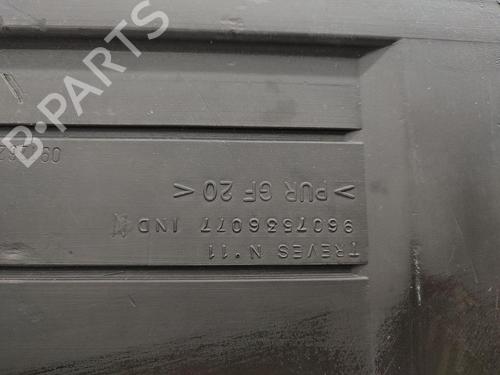 TREVES N°11
9607536077 IND
> PUR GF 20 <
B-PARTS